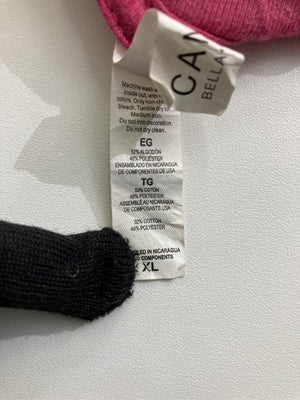 CAN
BELLA
Machine wash
inside out, with
colors. Only non-
bleach. Tumble dry
Medium iron.
Do not iron decoration.
Do not dry clean.
EG
52% ALGODÓN
48% POLIÉSTER
ENSAMBLADO EN NICARAGUA
DE COMPONENTES DE USA
TG
52% COTON
48% POLYESTER
ASSEMBLÉ AU NICARAGUA
DE COMPOSANTS USA
52% COTTON
48% POLYESTER
LED IN NICARAGUA
COMPONENTS
XL